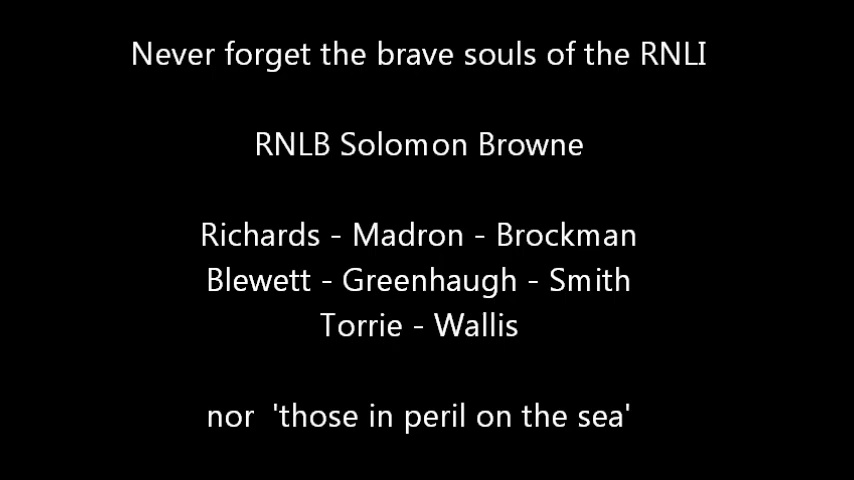 Never forget the brave souls of the RNLI
RNLB Solomon Browne
Richards - Madron - Brockman
Blewett - Greenhaugh - Smith
Torrie - Wallis
nor  'those in peril on the sea'